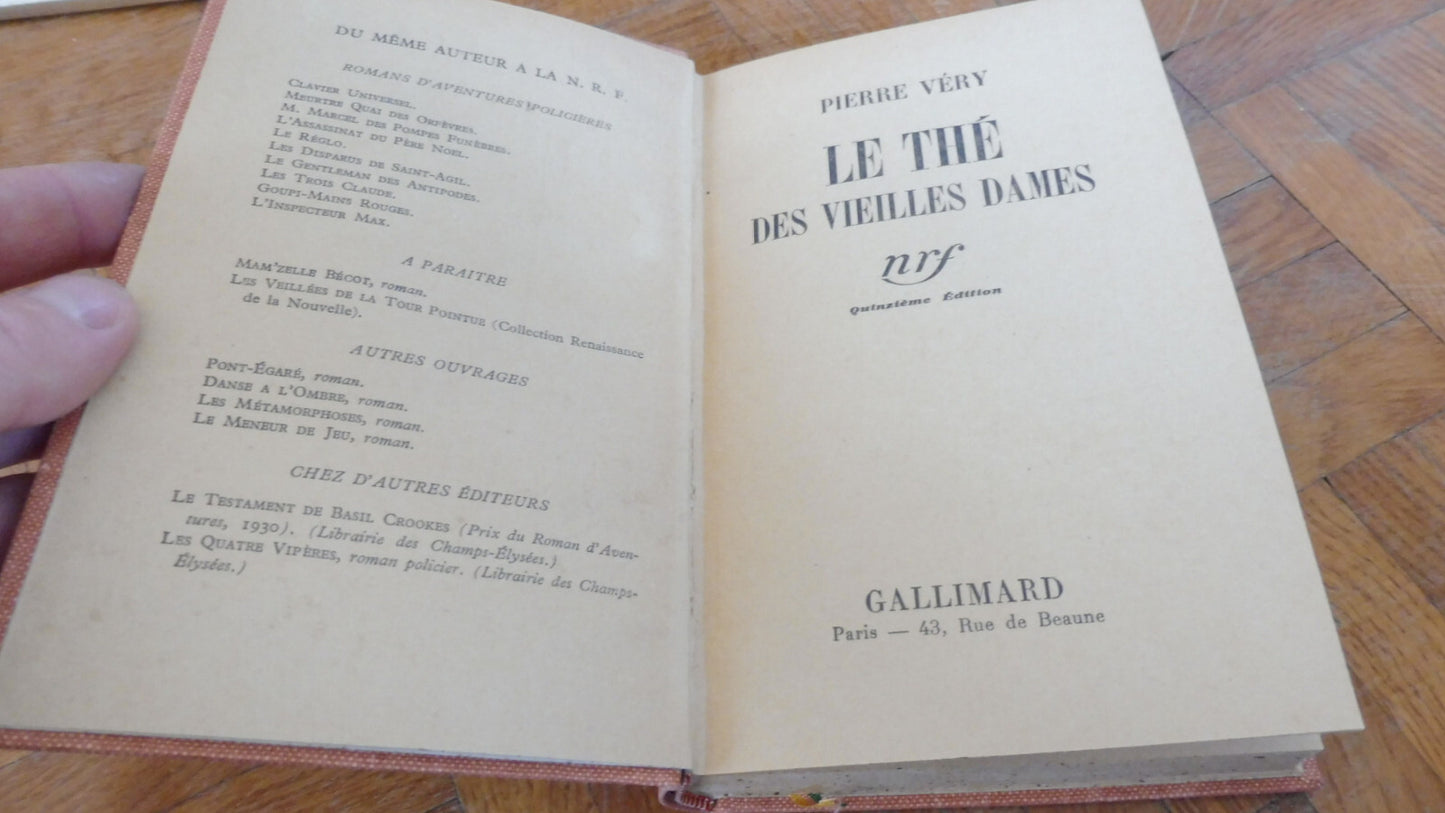 DU MÊME AUTEUR A LA N. R. F.
ROMANS D'AVENTURES POLICIÈRES
CLAVIER UNIVERSEL.
MEURTRE QUAI DES ORFÈVRES.
M. MARCEL DES POMPES FUNÈBRES.
L'ASSASSINAT DU PÈRE NOEL.
LE RÉGLO.
LES DISPARUS DE SAINT-AGIL.
LE GENTLEMAN DES ANTIPODES.
LES TROIS CLAUDE.
GOUPI-MAINS ROUGES.
L'INSPECTEUR MAX.
A PARAITRE
MAM'ZELLE BÉCOT, roman.
LES VEILLÉES DE LA TOUR POINTUE (Collection Renaissance
de la Nouvelle).
AUTRES OUVRAGES
PONT-ÉGARÉ, roman.
DANSE A L'OMBRE, roman.
LES MÉTAMORPHOSES, roman.
LE MENEUR DE JEU, roman.
CHEZ D'AUTRES ÉDITEURS
LE TESTAMENT DE BASIL CROOKES (Prix du Roman d'Aven-
tures, 1930). (Librairie des Champs-Élysées.)
LES QUATRE VIPÈRES, roman policier. (Librairie des Champs-
Élysées.)
PIERRE VÉRY
LE THÉ
DES VIEILLES DAMES
nrf
Quinzième Édition
GALLIMARD
Paris — 43, Rue de Beaune